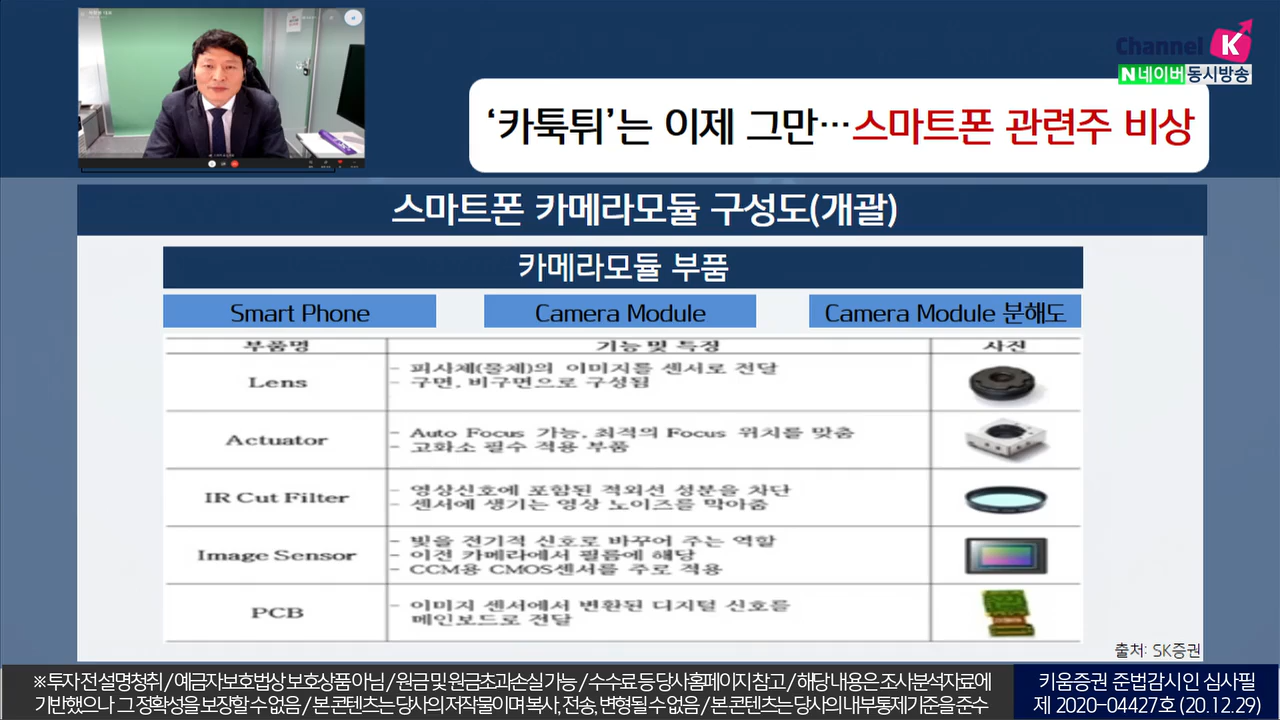 Channel K
N네이버동시방송
‘카툭튀’는 이제 그만…스마트폰 관련주 비상
스마트폰 카메라모듈 구성도(개괄)
카메라모듈 부품
Smart Phone
Camera Module
Camera Module 분해도
부품명 기능 및 특징 사진
Lens
- 피사체(물체)의 이미지를 센서로 전달
- 구면, 비구면으로 구성됨
Actuator
- Auto Focus 기능, 최적의 Focus 위치를 맞춤
- 고화소 필수 적용 부품
IR Cut Filter
- 영상신호에 포함된 적외선 성분을 차단
- 센서에 생기는 영상 노이즈를 막아줌
Image Sensor
- 빛을 전기적 신호로 바꾸어 주는 역할
- 이전 카메라에서 필름에 해당
- CCM용 CMOS센서를 주로 적용
PCB
- 이미지 센서에서 변환된 디지털 신호를
메인보드로 전달
출처: SK증권
※ 투자 전 설명청취 / 예금자보호법상 보호상품 아님 / 원금 및 원금초과손실 가능 / 수수료 등 당사홈페이지 참고 / 해당 내용은 조사분석자료에
기반했으나 그 정확성을 보장할 수 없음 / 본 콘텐츠는 당사의 저작물이며 복사, 전송, 변형될 수 없음 / 본 콘텐츠는 당사의 내부통제기준을 준수
키움증권 준법감시인 심사필
제 2020-04427호 (20.12.29)